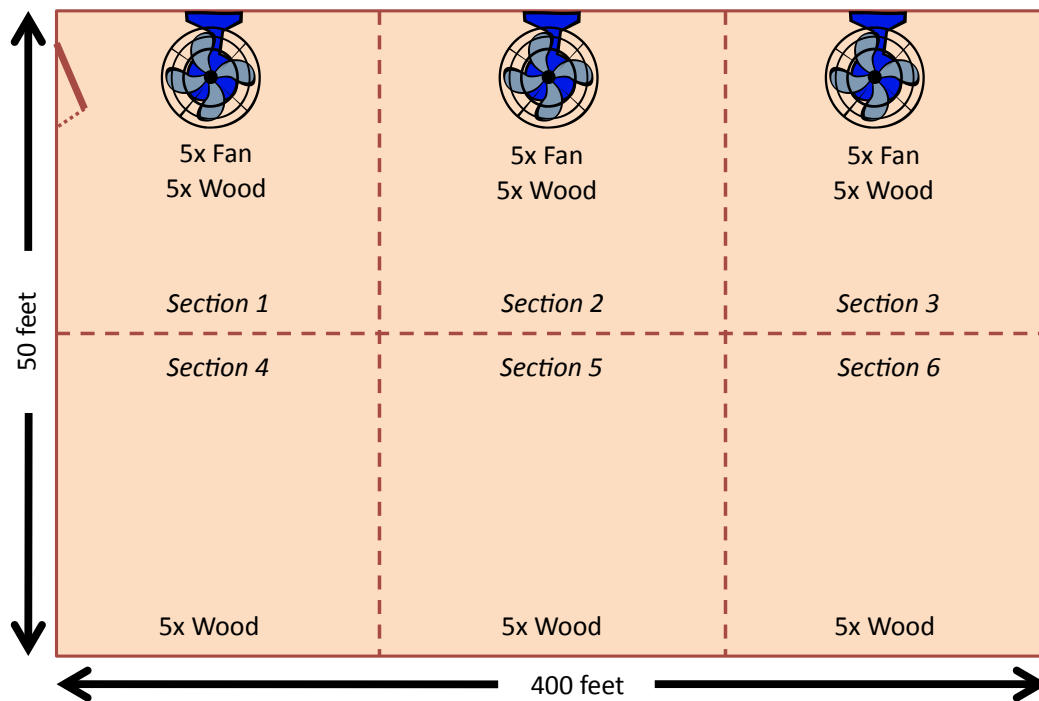 5x Fan
5x Wood
5x Fan
5x Wood
5x Fan
5x Wood
Section 1
Section 2
Section 3
50 feet
Section 4
Section 5
Section 6
5x Wood
5x Wood
5x Wood
400 feet